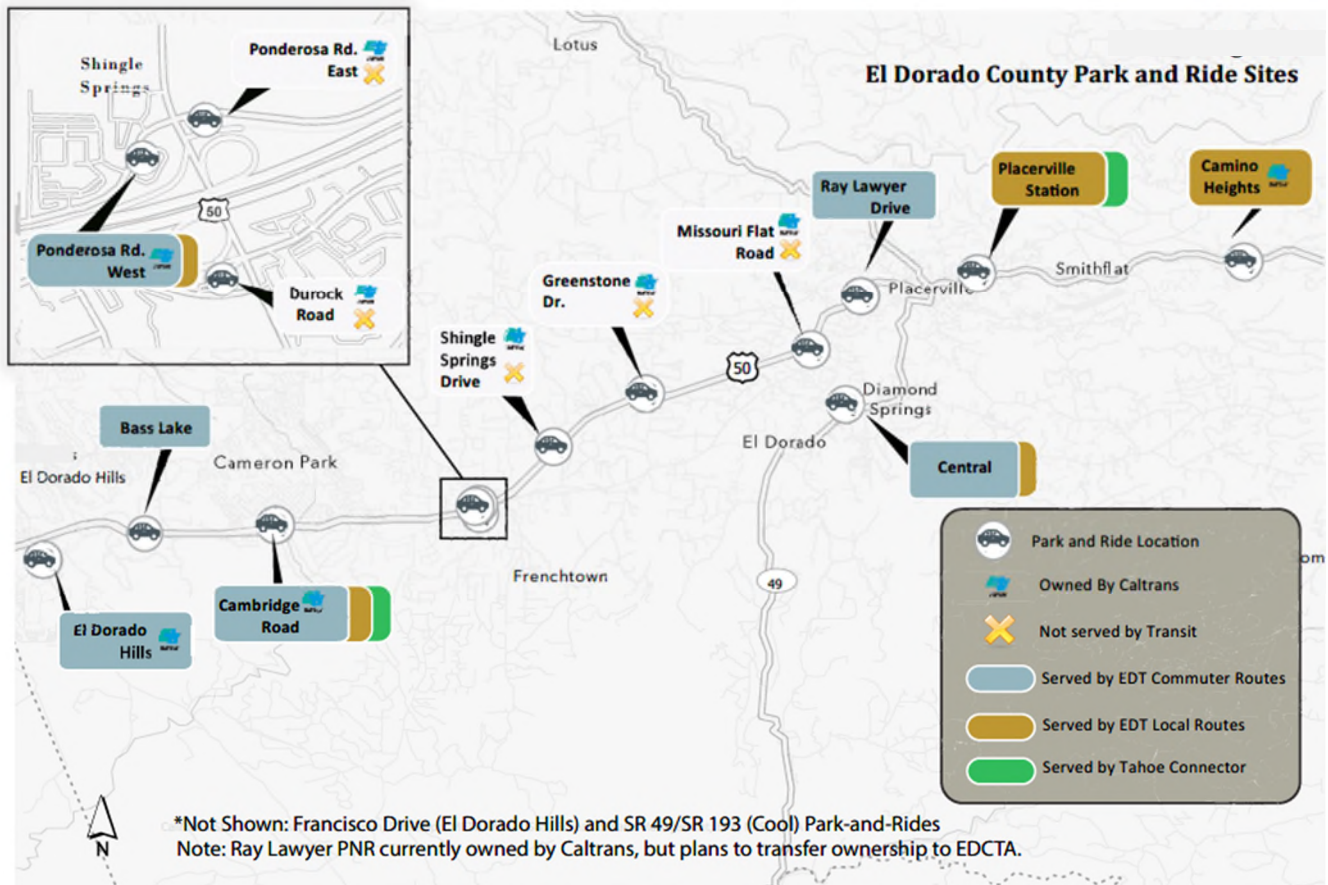 El Dorado County Park and Ride Sites
Lotus
Shingle
Springs
Ponderosa Rd.
East
50
Ponderosa Rd.
West
Durock
Road
Shingle
Springs
Drive
Greenstone
Dr.
Missouri Flat
Road
Ray Lawyer
Drive
Placerville
Station
Camino
Heights
Smithflat
Placerville
50
Diamond
Springs
El Dorado
Central
Bass Lake
El Dorado Hills
Cameron Park
Frenchtown
49
El Dorado
Hills
Cambridge
Road
Park and Ride Location
Owned By Caltrans
Not served by Transit
Served by EDT Commuter Routes
Served by EDT Local Routes
Served by Tahoe Connector
om
N
*Not Shown: Francisco Drive (El Dorado Hills) and SR 49/SR 193 (Cool) Park-and-Rides
Note: Ray Lawyer PNR currently owned by Caltrans, but plans to transfer ownership to EDCTA.